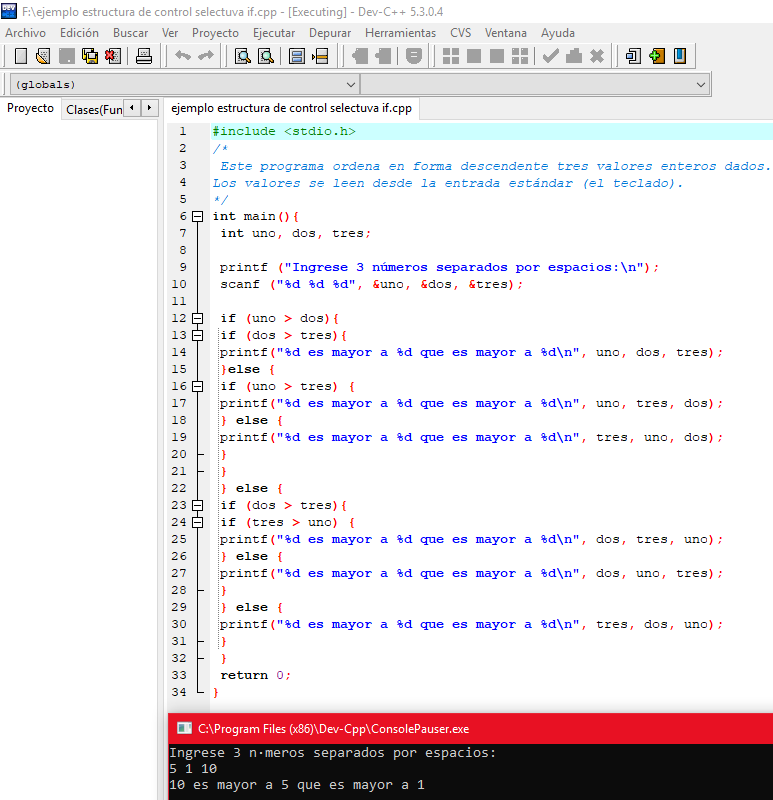 F:\ejemplo estructura de control selectuva if.cpp - [Executing] - Dev-C++ 5.3.0.4
Archivo Edición Buscar Ver Proyecto Ejecutar Depurar Herramientas CVS Ventana Ayuda
(globals)
Proyecto Clases(Fun ejemplo estructura de control selectuva if.cpp
1 #include <stdio.h>
2 /*
3 Este programa ordena en forma descendente tres valores enteros dados.
4 Los valores se leen desde la entrada estándar (el teclado).
5 */
6 int main(){
7 int uno, dos, tres;
8
9 printf ("Ingrese 3 números separados por espacios:\n");
10 scanf ("%d %d %d", &uno, &dos, &tres);
11
12 if (uno > dos){
13 if (dos > tres){
14 printf("%d es mayor a %d que es mayor a %d\n", uno, dos, tres);
15 }else {
16 if (uno > tres) {
17 printf("%d es mayor a %d que es mayor a %d\n", uno, tres, dos);
18 } else {
19 printf("%d es mayor a %d que es mayor a %d\n", tres, uno, dos);
20 }
21 }
22 } else {
23 if (dos > tres){
24 if (tres > uno) {
25 printf("%d es mayor a %d que es mayor a %d\n", dos, tres, uno);
26 } else {
27 printf("%d es mayor a %d que es mayor a %d\n", dos, uno, tres);
28 }
29 } else {
30 printf("%d es mayor a %d que es mayor a %d\n", tres, dos, uno);
31 }
32 }
33 return 0;
34 }
C:\Program Files (x86)\Dev-Cpp\ConsolePauser.exe
Ingrese 3 n·meros separados por espacios:
5 1 10
10 es mayor a 5 que es mayor a 1